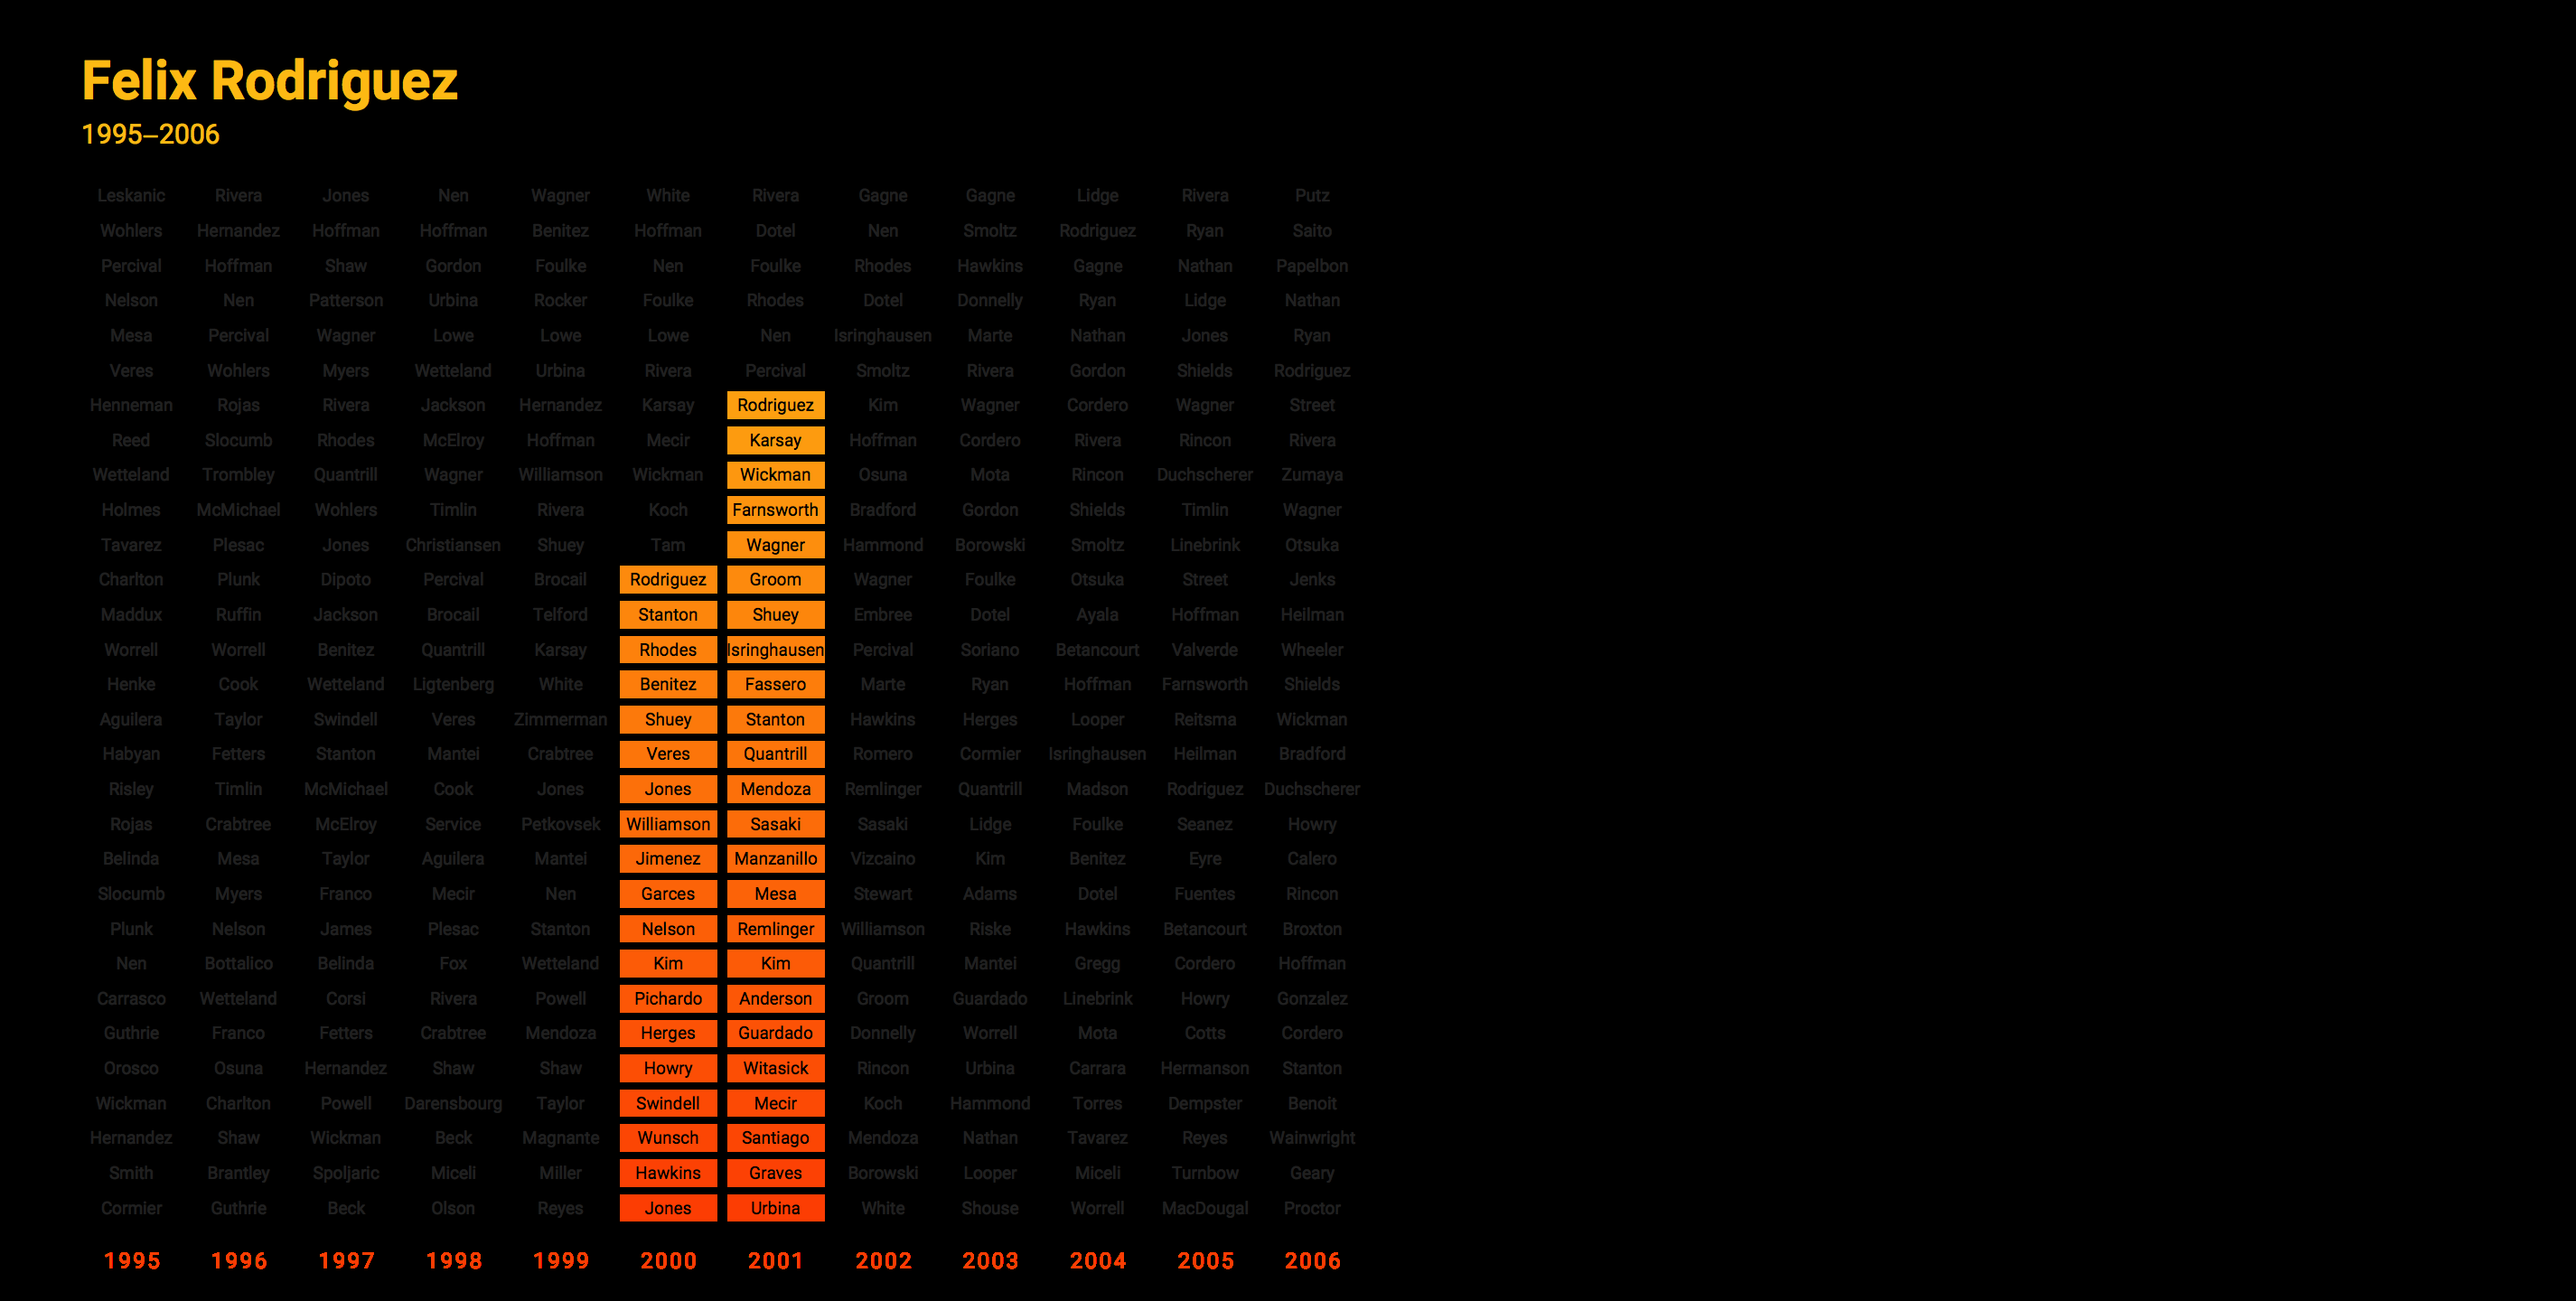 Felix Rodriguez
1995–2006
Leskanic Rivera Jones Nen Wagner White Rivera Gagne Gagne Lidge Rivera Putz
Wohlers Hernandez Hoffman Hoffman Benitez Hoffman Dotel Nen Smoltz Rodriguez Ryan Saito
Percival Hoffman Shaw Gordon Foulke Nen Foulke Rhodes Hawkins Gagne Nathan Papelbon
Nelson Nen Patterson Urbina Rocker Foulke Rhodes Dotel Donnelly Ryan Lidge Nathan
Mesa Percival Wagner Lowe Lowe Lowe Nen Isringhausen Marte Nathan Jones Ryan
Veres Wohlers Myers Wetteland Urbina Rivera Percival Smoltz Rivera Gordon Shields Rodriguez
Henneman Rojas Rivera Jackson Hernandez Karsay Rodriguez Kim Wagner Cordero Wagner Street
Reed Slocumb Rhodes McElroy Hoffman Mecir Karsay Hoffman Cordero Rivera Rincon Rivera
Wetteland Trombley Quantrill Wagner Williamson Wickman Wickman Osuna Mota Rincon Duchscherer Zumaya
Holmes McMichael Wohlers Timlin Rivera Koch Farnsworth Bradford Gordon Shields Timlin Wagner
Tavarez Plesac Jones Christiansen Shuey Tam Wagner Hammond Borowski Smoltz Linebrink Otsuka
Charlton Plunk Dipoto Percival Brocail Rodriguez Groom Wagner Foulke Otsuka Street Jenks
Maddux Ruffin Jackson Brocail Telford Stanton Shuey Embree Dotel Ayala Hoffman Heilman
Worrell Worrell Benitez Quantrill Karsay Rhodes Isringhausen Percival Soriano Betancourt Valverde Wheeler
Henke Cook Wetteland Ligtenberg White Benitez Fassero Marte Ryan Hoffman Farnsworth Shields
Aguilera Taylor Swindell Veres Zimmerman Shuey Stanton Hawkins Herges Looper Reitsma Wickman
Habyan Fetters Stanton Mantei Crabtree Veres Quantrill Romero Cormier Isringhausen Heilman Bradford
Risley Timlin McMichael Cook Jones Jones Mendoza Remlinger Quantrill Madson Rodriguez Duchscherer
Rojas Crabtree McElroy Service Petkovsek Williamson Sasaki Sasaki Lidge Foulke Seanez Howry
Belinda Mesa Taylor Aguilera Mantei Jimenez Manzanillo Vizcaino Kim Benitez Eyre Calero
Slocumb Myers Franco Mecir Nen Garces Mesa Stewart Adams Dotel Fuentes Rincon
Plunk Nelson James Plesac Stanton Nelson Remlinger Williamson Riske Hawkins Betancourt Broxton
Nen Bottalico Belinda Fox Wetteland Kim Kim Quantrill Mantei Gregg Cordero Hoffman
Carrasco Wetteland Corsi Rivera Powell Pichardo Anderson Groom Guardado Linebrink Howry Gonzalez
Guthrie Franco Fetters Crabtree Mendoza Herges Guardado Donnelly Worrell Mota Cotts Cordero
Orosco Osuna Hernandez Shaw Shaw Howry Witasick Rincon Urbina Carrara Hermanson Stanton
Wickman Charlton Powell Darensbourg Taylor Swindell Mecir Koch Hammond Torres Dempster Benoit
Hernandez Shaw Wickman Beck Magnante Wunsch Santiago Mendoza Nathan Tavarez Reyes Wainwright
Smith Brantley Spoljaric Miceli Miller Hawkins Graves Borowski Looper Miceli Turnbow Geary
Cormier Guthrie Beck Olson Reyes Jones Urbina White Shouse Worrell MacDougal Proctor
1995 1996 1997 1998 1999 2000 2001 2002 2003 2004 2005 2006